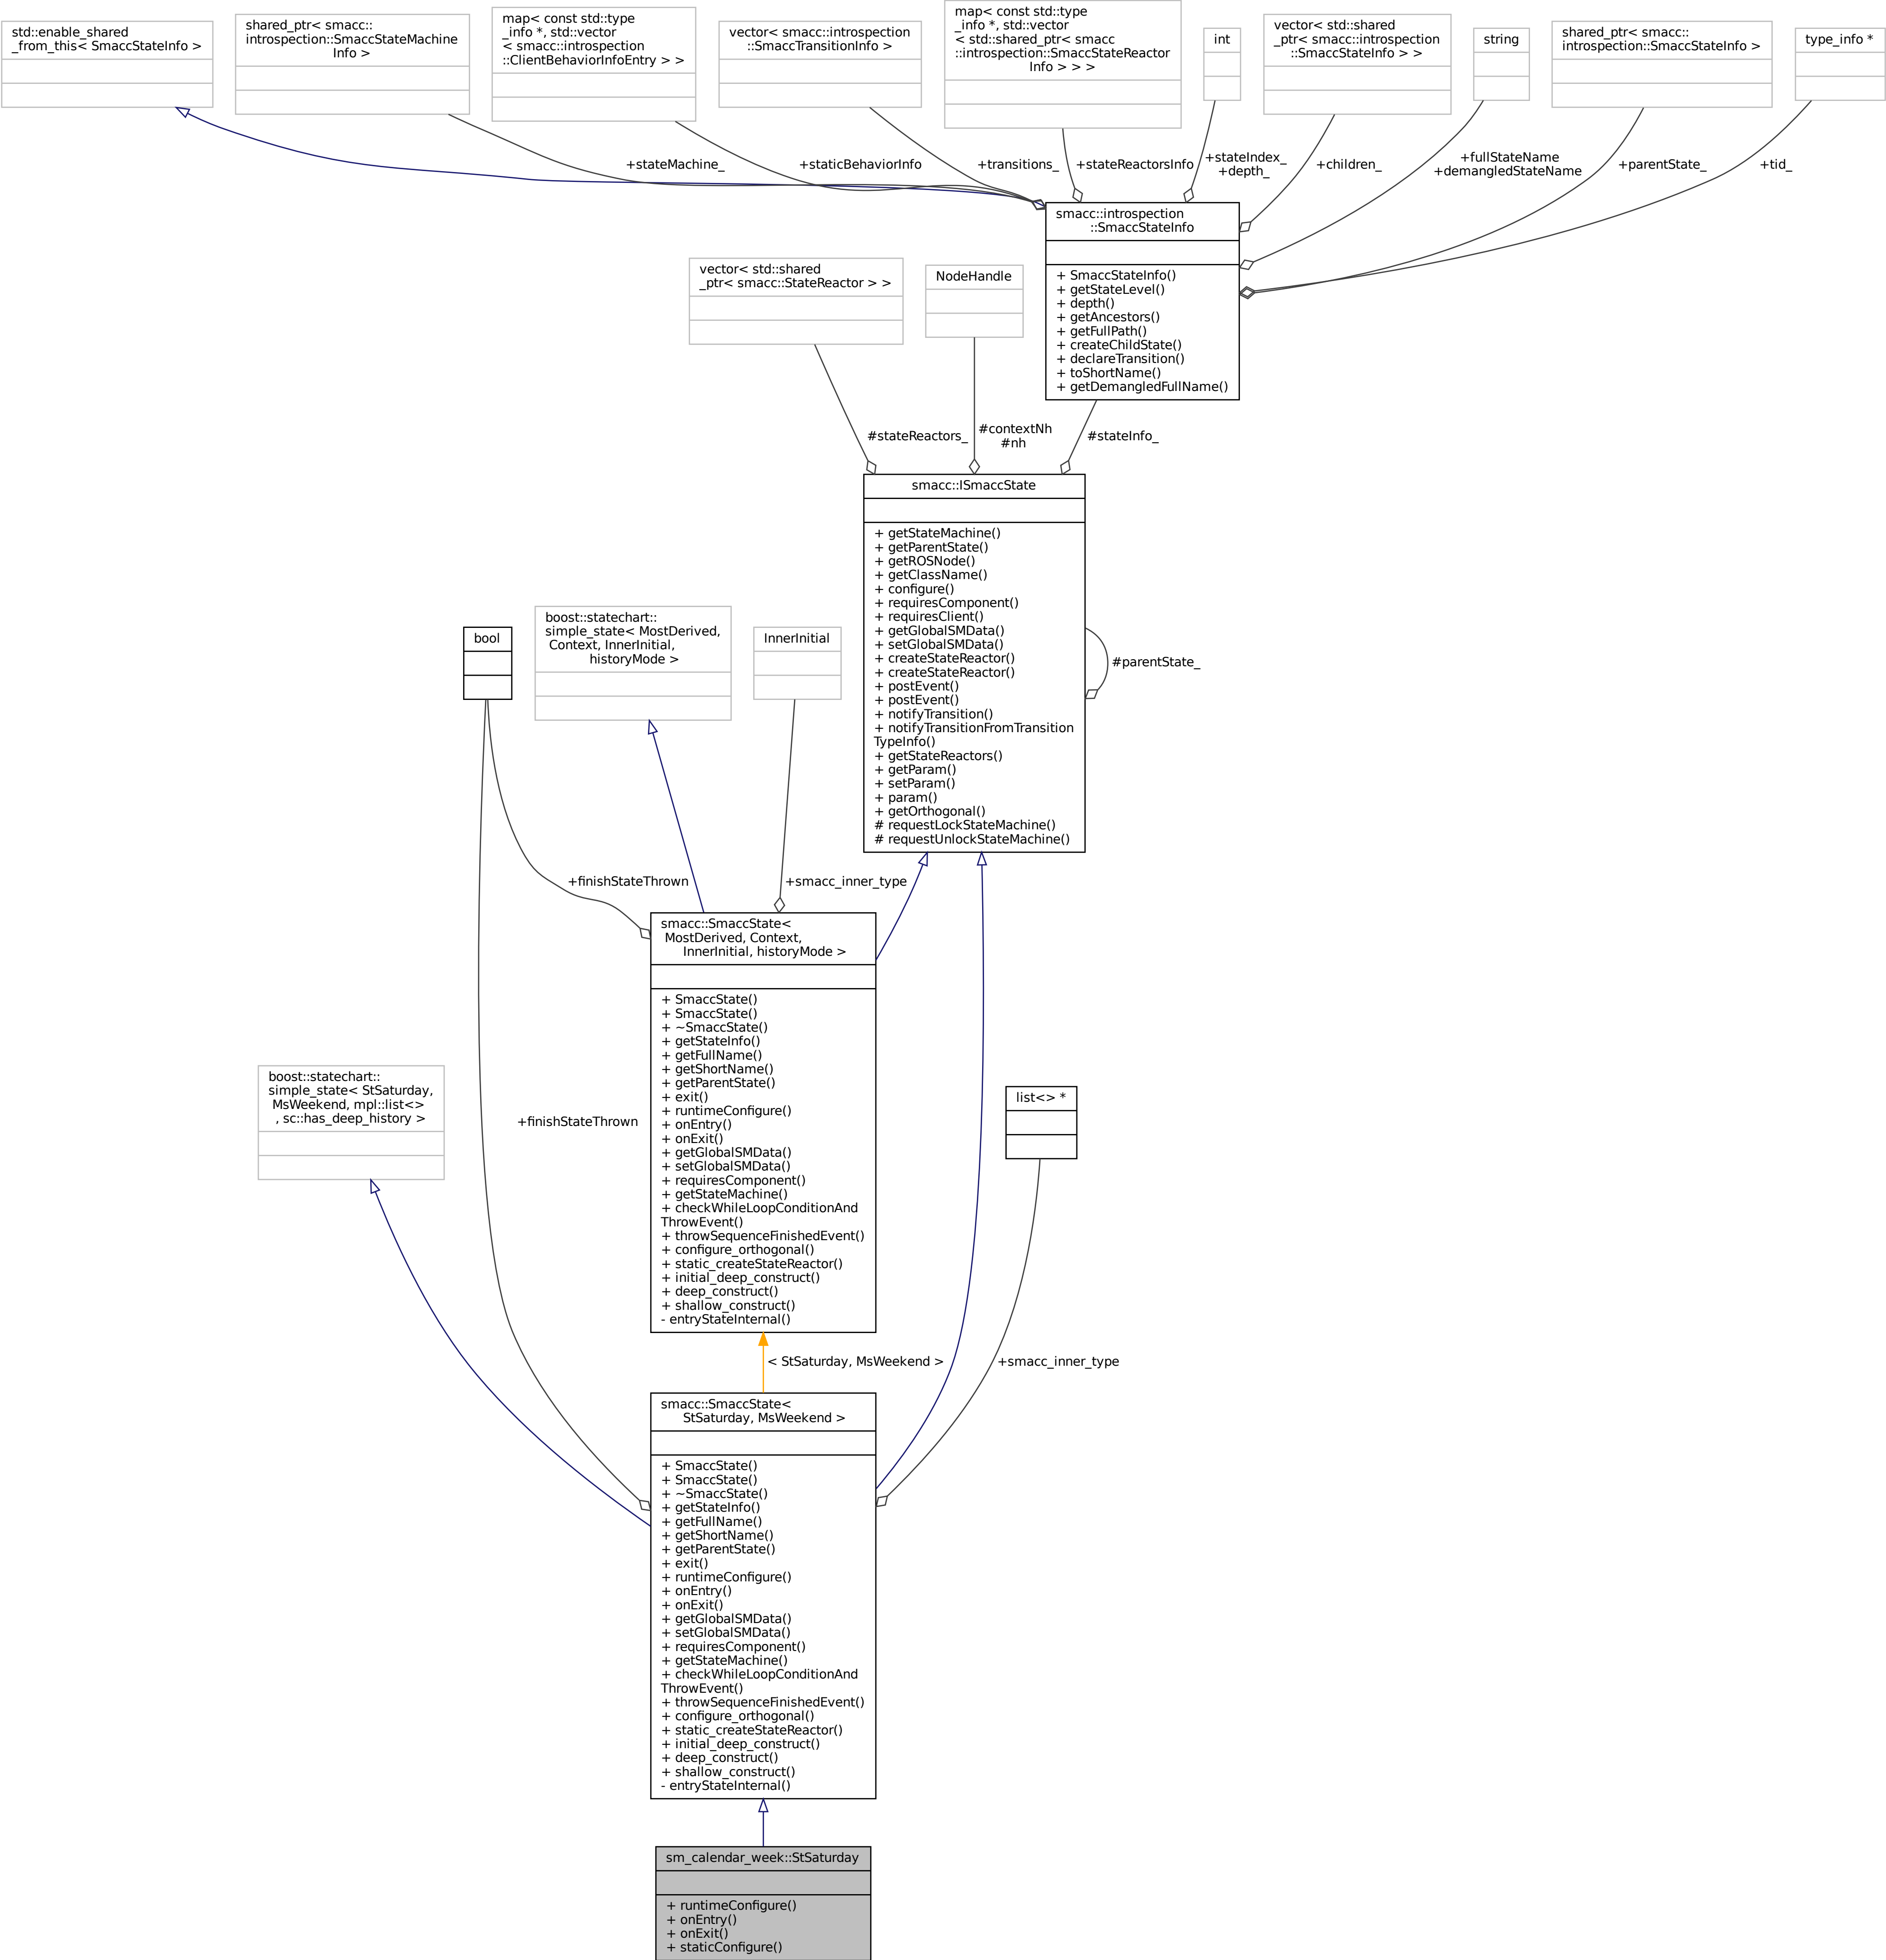 std::enable_shared
_from_this< SmaccStateInfo >
shared_ptr< smacc::
introspection::SmaccStateMachine
Info >
map< const std::type
_info *, std::vector
< smacc::introspection
::ClientBehaviorInfoEntry > >
vector< smacc::introspection
::SmaccTransitionInfo >
map< const std::type
_info *, std::vector
< std::shared_ptr< smacc
::introspection::SmaccStateReactor
Info > > >
int
vector< std::shared
_ptr< smacc::introspection
::SmaccStateInfo > >
string
shared_ptr< smacc::
introspection::SmaccStateInfo >
type_info *
+stateMachine_
+staticBehaviorInfo
+transitions_
+stateReactorsInfo
+stateIndex_
+depth_
+children_
+fullStateName
+demangledStateName
+parentState_
+tid_
smacc::introspection
::SmaccStateInfo
+ SmaccStateInfo()
+ getStateLevel()
+ depth()
+ getAncestors()
+ getFullPath()
+ createChildState()
+ declareTransition()
+ toShortName()
+ getDemangledFullName()
vector< std::shared
_ptr< smacc::StateReactor > >
NodeHandle
#stateReactors_
#contextNh
#nh
#stateInfo_
smacc::ISmaccState
+ getStateMachine()
+ getParentState()
+ getROSNode()
+ getClassName()
+ configure()
+ requiresComponent()
+ requiresClient()
+ getGlobalSMData()
+ setGlobalSMData()
+ createStateReactor()
+ createStateReactor()
+ postEvent()
+ postEvent()
+ notifyTransition()
+ notifyTransitionFromTransition
TypeInfo()
+ getStateReactors()
+ getParam()
+ setParam()
+ param()
+ getOrthogonal()
# requestLockStateMachine()
# requestUnlockStateMachine()
#parentState_
bool
boost::statechart::
simple_state< MostDerived,
Context, InnerInitial,
historyMode >
InnerInitial
+finishStateThrown
+smacc_inner_type
smacc::SmaccState<
MostDerived, Context,
InnerInitial, historyMode >
+ SmaccState()
+ SmaccState()
+ ~SmaccState()
+ getStateInfo()
+ getFullName()
+ getShortName()
+ getParentState()
+ exit()
+ runtimeConfigure()
+ onEntry()
+ onExit()
+ getGlobalSMData()
+ setGlobalSMData()
+ requiresComponent()
+ getStateMachine()
+ checkWhileLoopConditionAnd
ThrowEvent()
+ throwSequenceFinishedEvent()
+ configure_orthogonal()
+ static_createStateReactor()
+ initial_deep_construct()
+ deep_construct()
+ shallow_construct()
- entryStateInternal()
boost::statechart::
simple_state< StSaturday,
MsWeekend, mpl::list<>
, sc::has_deep_history >
+finishStateThrown
list<> *
< StSaturday, MsWeekend >
+smacc_inner_type
smacc::SmaccState<
StSaturday, MsWeekend >
+ SmaccState()
+ SmaccState()
+ ~SmaccState()
+ getStateInfo()
+ getFullName()
+ getShortName()
+ getParentState()
+ exit()
+ runtimeConfigure()
+ onEntry()
+ onExit()
+ getGlobalSMData()
+ setGlobalSMData()
+ requiresComponent()
+ getStateMachine()
+ checkWhileLoopConditionAnd
ThrowEvent()
+ throwSequenceFinishedEvent()
+ configure_orthogonal()
+ static_createStateReactor()
+ initial_deep_construct()
+ deep_construct()
+ shallow_construct()
- entryStateInternal()
sm_calendar_week::StSaturday
+ runtimeConfigure()
+ onEntry()
+ onExit()
+ staticConfigure()